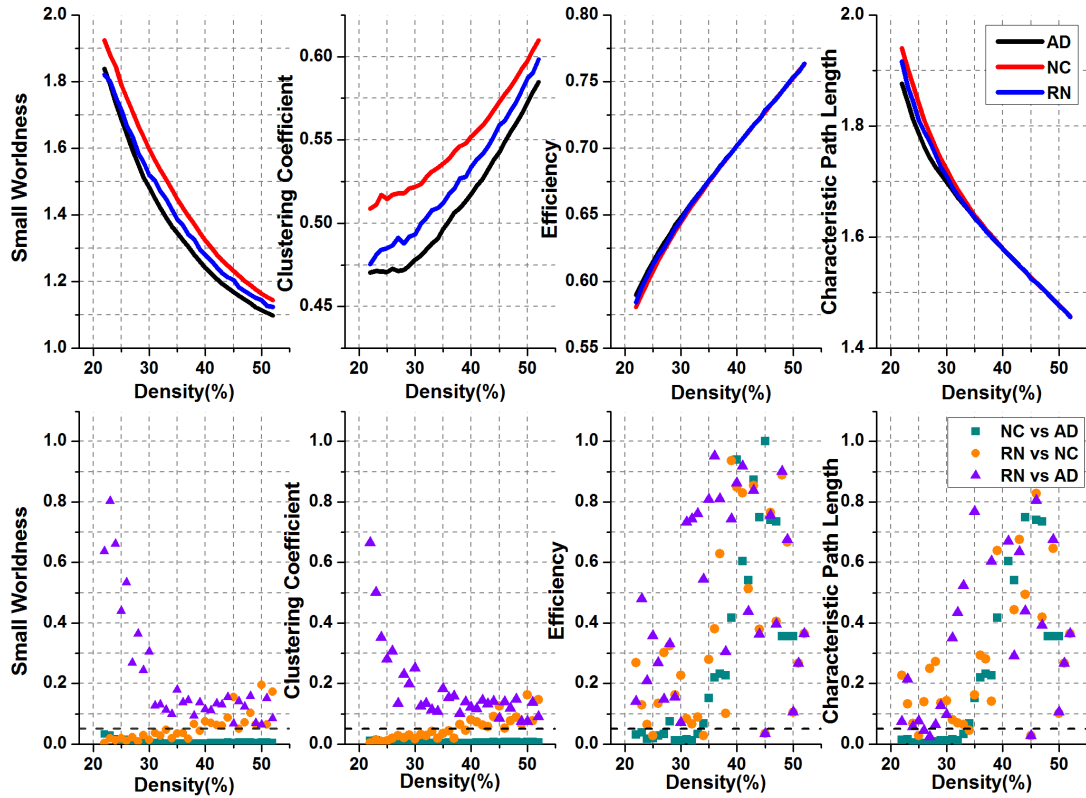 Small Worldness
2.0
1.8
1.6
1.4
1.2
1.0
20 30 40 50
Density(%)
Clustering Coefficient
0.60
0.55
0.50
0.45
20 30 40 50
Density(%)
Efficiency
0.80
0.75
0.70
0.65
0.60
0.55
20 30 40 50
Density(%)
Characteristic Path Length
2.0
1.8
1.6
1.4
20 30 40 50
Density(%)
AD
NC
RN
Small Worldness
1.0
0.8
0.6
0.4
0.2
0.0
20 30 40 50
Density(%)
Clustering Coefficient
1.0
0.8
0.6
0.4
0.2
0.0
20 30 40 50
Density(%)
Efficiency
1.0
0.8
0.6
0.4
0.2
0.0
20 30 40 50
Density(%)
Characteristic Path Length
1.0
0.8
0.6
0.4
0.2
0.0
20 30 40 50
Density(%)
NC vs AD
RN vs NC
RN vs AD